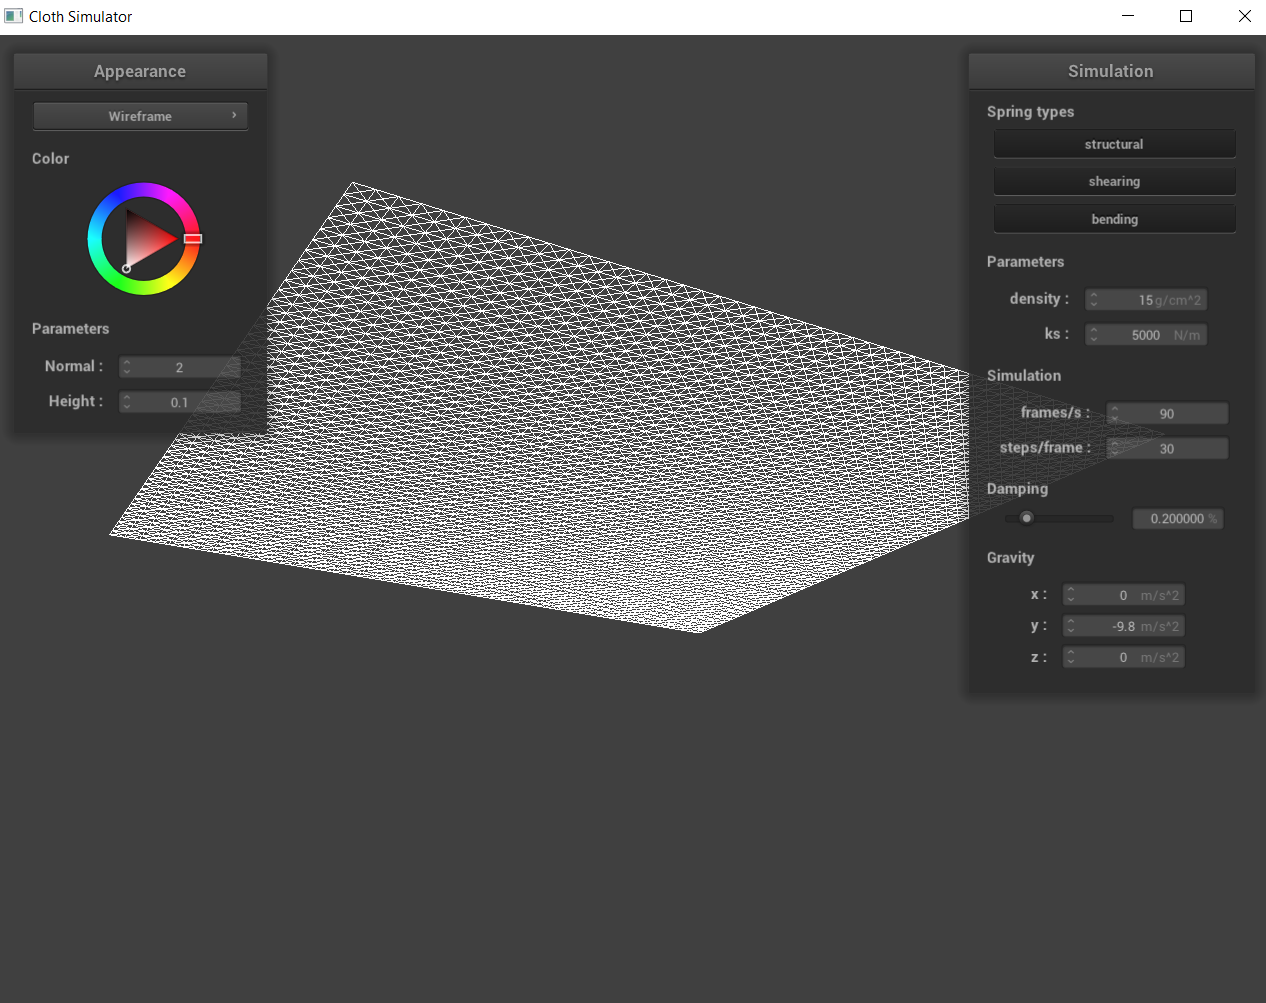 Cloth Simulator
Appearance
Wireframe
Color
Parameters
Normal : 2
Height : 0.1
Simulation
Spring types
structural
shearing
bending
Parameters
density : 15 g/cm^2
ks : 5000 N/m
Simulation
frames/s : 90
steps/frame : 30
Damping
0.200000 %
Gravity
x : 0 m/s^2
y : -9.8 m/s^2
z : 0 m/s^2